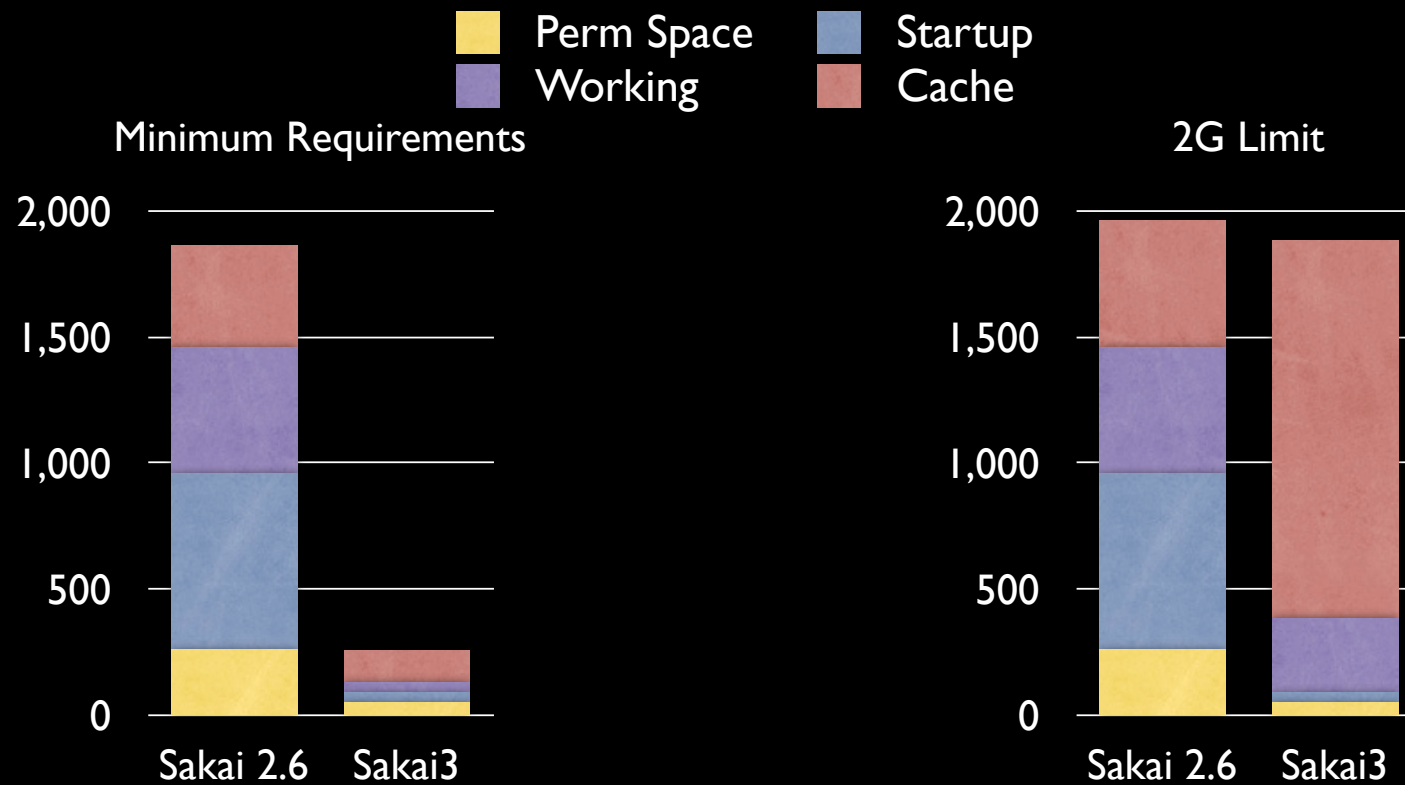 Perm Space Startup
Working Cache
Minimum Requirements
2,000
1,500
1,000
500
0
Sakai 2.6 Sakai3
2G Limit
2,000
1,500
1,000
500
0
Sakai 2.6 Sakai3